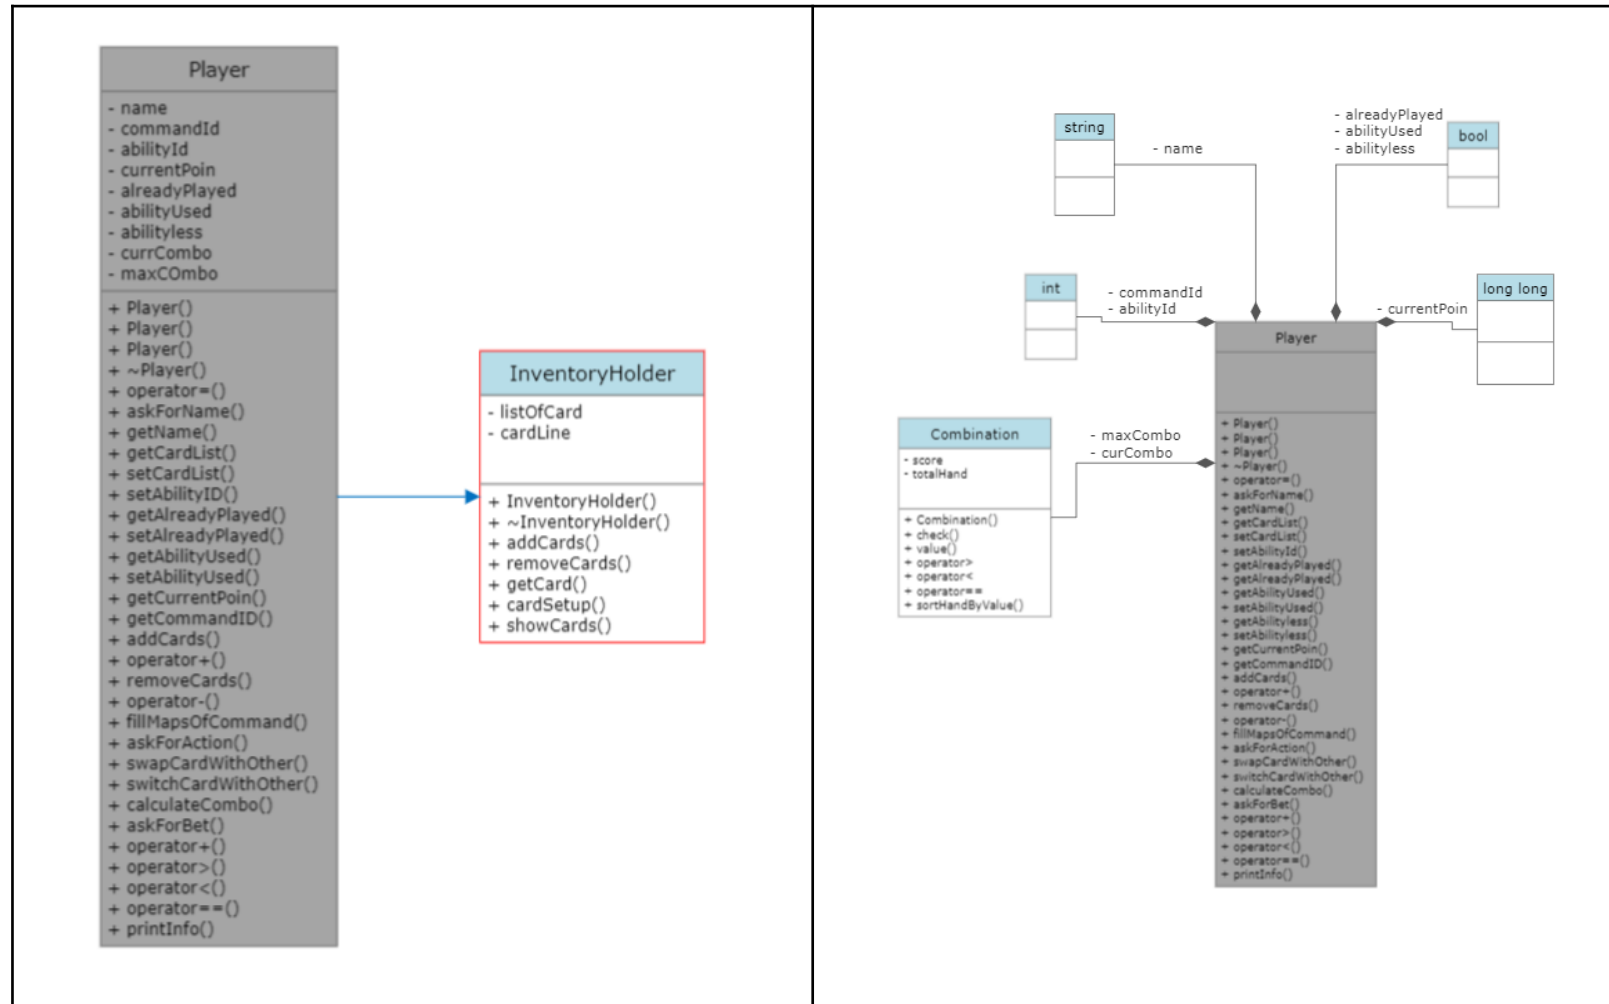 Player
- name
- commandId
- abilityId
- currentPoin
- alreadyPlayed
- abilityUsed
- abilityless
- currCombo
- maxCOmbo
+ Player()
+ Player()
+ Player()
+ ~Player()
+ operator=()
+ askForName()
+ getName()
+ getCardList()
+ setCardList()
+ setAbilityID()
+ getAlreadyPlayed()
+ setAlreadyPlayed()
+ getAbilityUsed()
+ setAbilityUsed()
+ getCurrentPoin()
+ getCommandID()
+ addCards()
+ operator+()
+ removeCards()
+ operator-()
+ fillMapsOfCommand()
+ askForAction()
+ swapCardWithOther()
+ switchCardWithOther()
+ calculateCombo()
+ askForBet()
+ operator+()
+ operator>()
+ operator<()
+ operator==()
+ printInfo()
InventoryHolder
- listOfCard
- cardLine
+ InventoryHolder()
+ ~InventoryHolder()
+ addCards()
+ removeCards()
+ getCard()
+ cardSetup()
+ showCards()
string
- name
- alreadyPlayed
- abilityUsed
- abilityless
bool
int
- commandId
- abilityId
- currentPoin
long long
Combination
- score
- totalHand
+ Combination()
+ check()
+ value()
+ operator>
+ operator<
+ operator==
+ sortHandByValue()
- maxCombo
- curCombo
Player
+ Player()
+ Player()
+ Player()
+ ~Player()
+ operator=()
+ askForName()
+ getName()
+ getCardList()
+ setCardList()
+ setAbilityId()
+ getAlreadyPlayed()
+ getAlreadyPlayed()
+ getAbilityUsed()
+ setAbilityUsed()
+ getAbilityless()
+ setAbilityless()
+ getCurrentPoin()
+ getCommandID()
+ addCards()
+ operator+()
+ removeCards()
+ operator-()
+ fillMapsOfCommand()
+ askForAction()
+ swapCardWithOther()
+ switchCardWithOther()
+ calculateCombo()
+ askForBet()
+ operator+()
+ operator>()
+ operator<()
+ operator==()
+ printInfo()